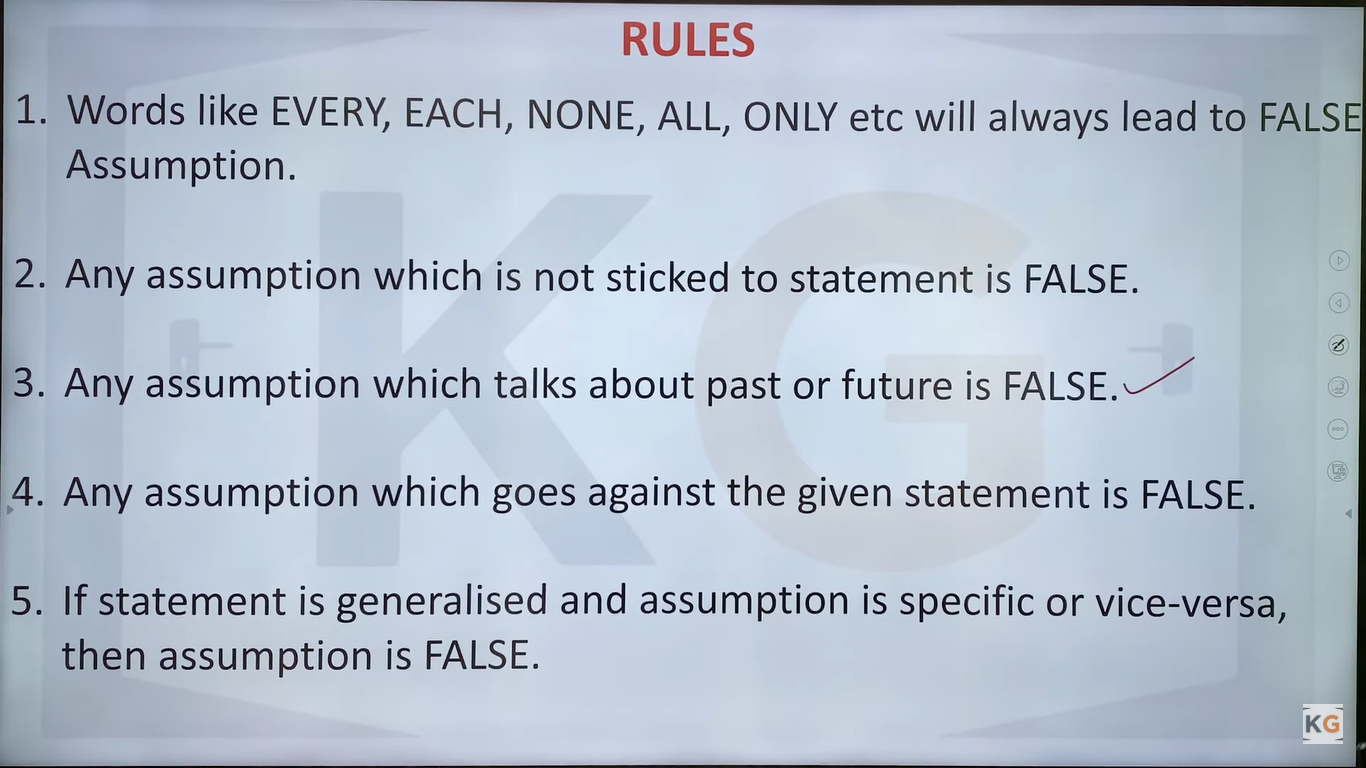 RULES
1. Words like EVERY, EACH, NONE, ALL, ONLY etc will always lead to FALSE
Assumption.
2. Any assumption which is not sticked to statement is FALSE.
3. Any assumption which talks about past or future is FALSE.
4. Any assumption which goes against the given statement is FALSE.
5. If statement is generalised and assumption is specific or vice-versa,
then assumption is FALSE.
KG
KG